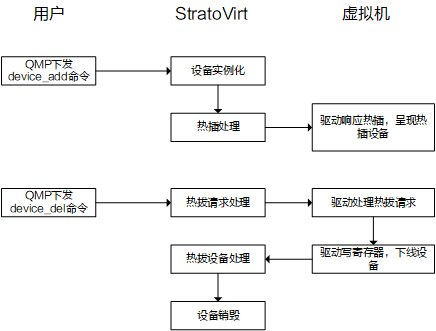 用户
StratoVirt
虚拟机
QMP下发
device_add命令
设备实例化
热插处理
驱动响应热插，呈现热
插设备
QMP下发
device_del命令
热拔请求处理
驱动处理热拔请求
热拔设备处理
驱动写寄存器，下线设
备
设备销毁